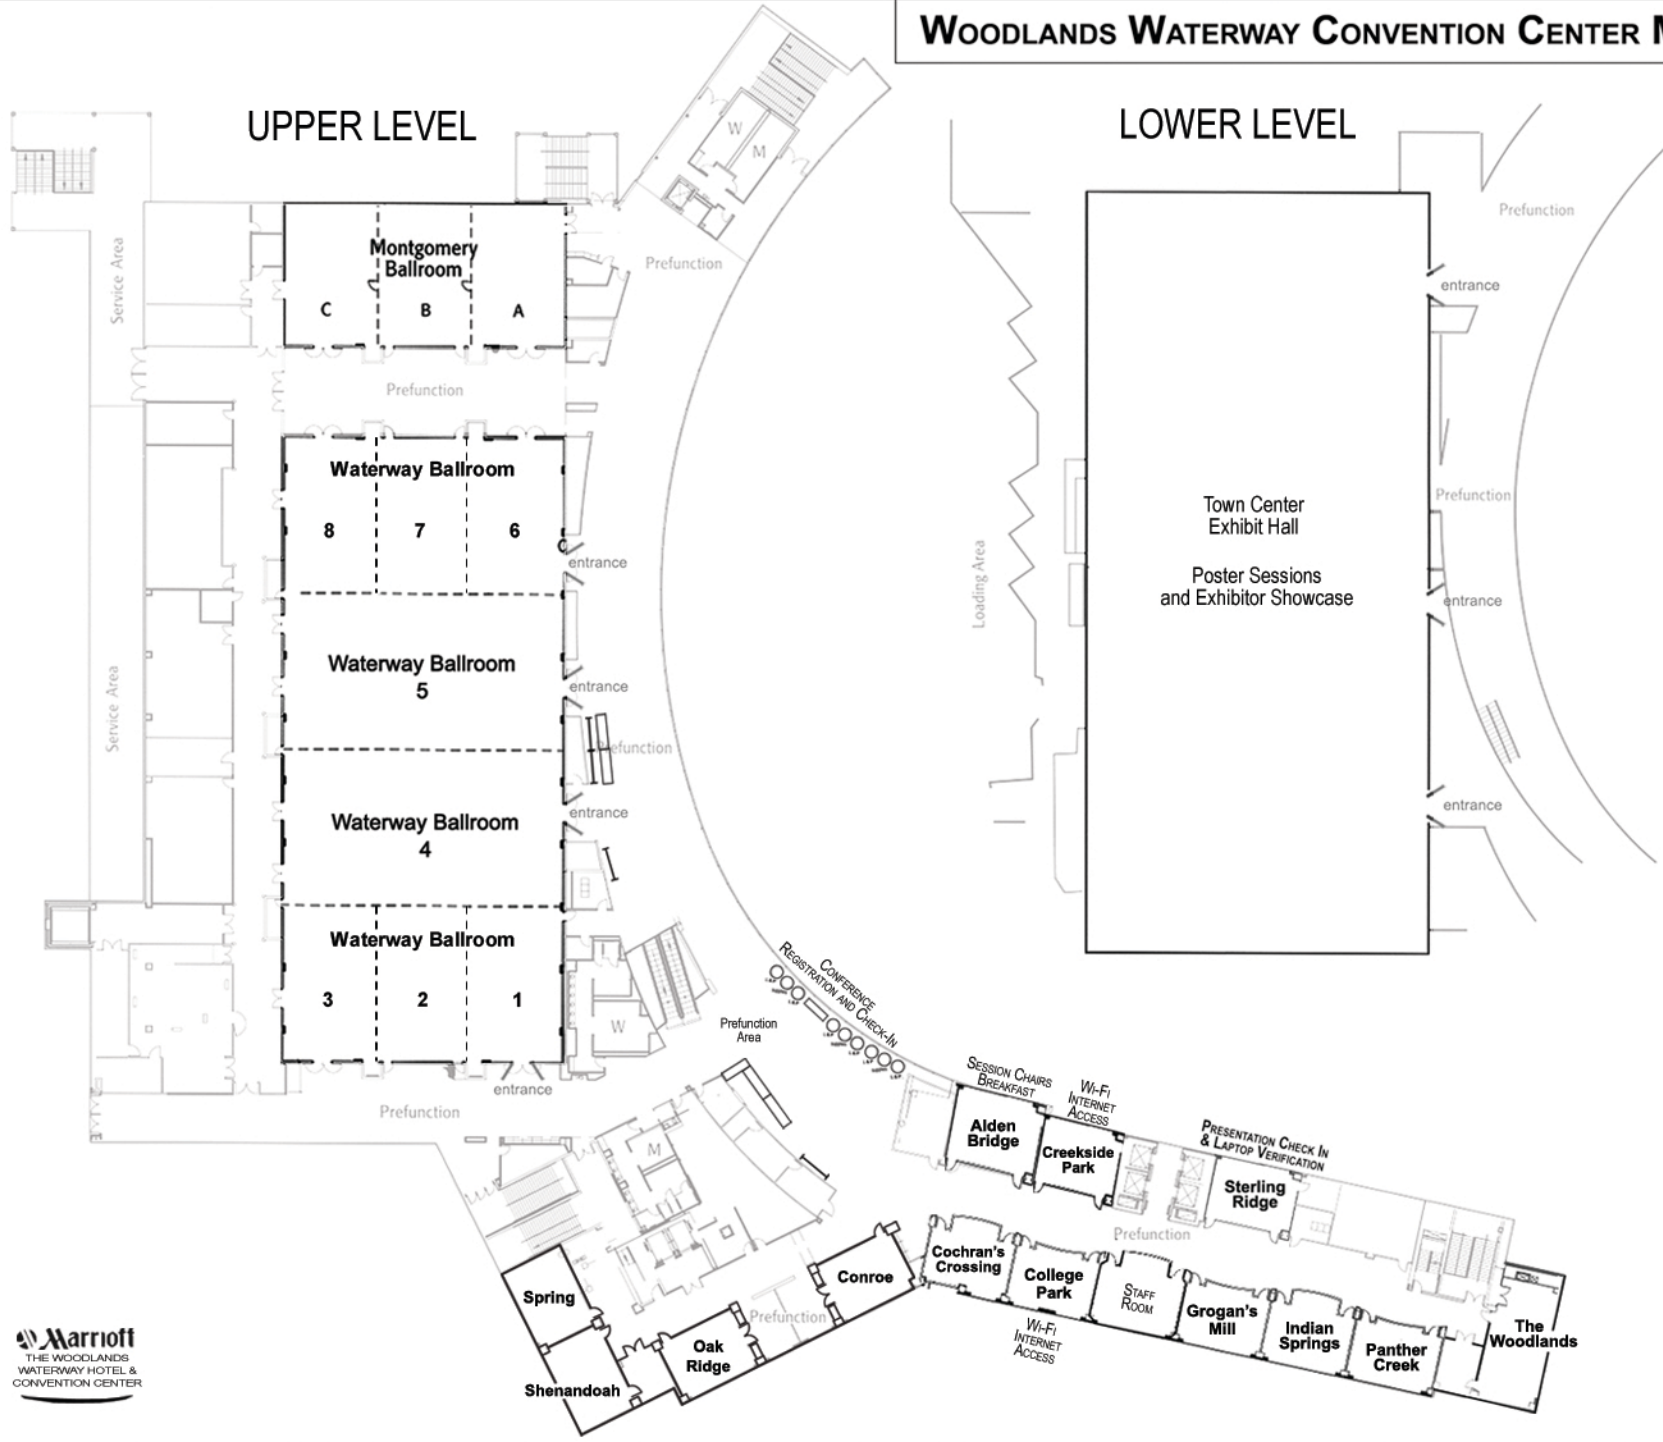 WOODLANDS WATERWAY CONVENTION CENTER M
UPPER LEVEL
LOWER LEVEL
W
M
Prefunction
Service Area
Montgomery
Ballroom
C
B
A
Prefunction
Prefunction
Waterway Ballroom
8
7
6
entrance
Waterway Ballroom
5
entrance
Service Area
Prefunction
Waterway Ballroom
4
entrance
Waterway Ballroom
3
2
1
W
entrance
Prefunction
Prefunction
Area
CONFERENCE
REGISTRATION AND CHECK-IN
M
Prefunction
entrance
Prefunction
Loading Area
Town Center
Exhibit Hall
Poster Sessions
and Exhibitor Showcase
entrance
entrance
SESSION CHAIRS
BREAKFAST
WI-FI
INTERNET
ACCESS
Alden
Bridge
Creekside
Park
PRESENTATION CHECK IN
& LAPTOP VERIFICATION
Sterling
Ridge
Prefunction
Spring
Shenandoah
Oak
Ridge
Prefunction
Conroe
Cochran's
Crossing
College
Park
STAFF
ROOM
Grogan's
Mill
Indian
Springs
Panther
Creek
The
Woodlands
WI-FI
INTERNET
ACCESS
Marriott
THE WOODLANDS
WATERWAY HOTEL &
CONVENTION CENTER